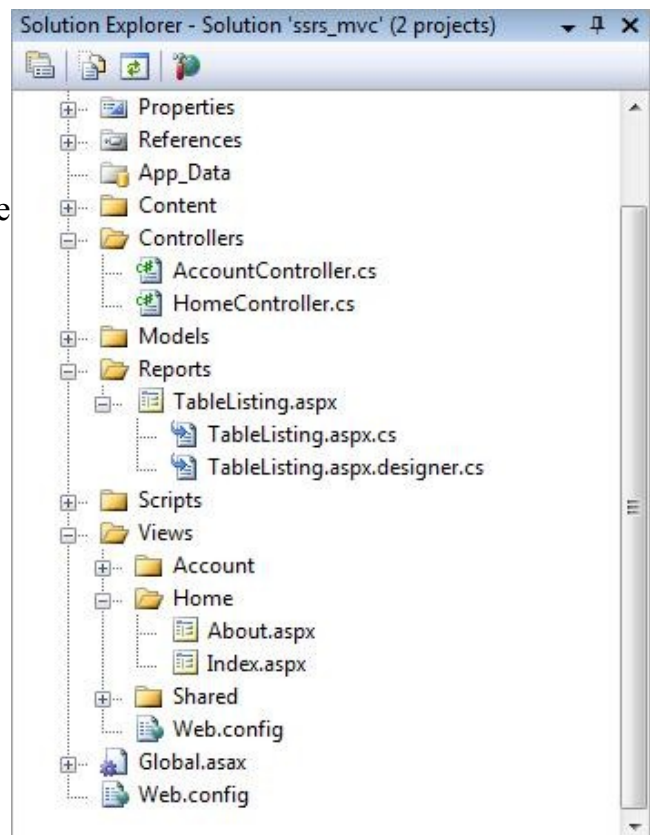 Solution Explorer - Solution 'ssrs_mvc' (2 projects)
Properties
References
App_Data
e
Content
Controllers
AccountController.cs
HomeController.cs
Models
Reports
TableListing.aspx
TableListing.aspx.cs
TableListing.aspx.designer.cs
Scripts
Views
Account
Home
About.aspx
Index.aspx
Shared
Web.config
Global.asax
Web.config